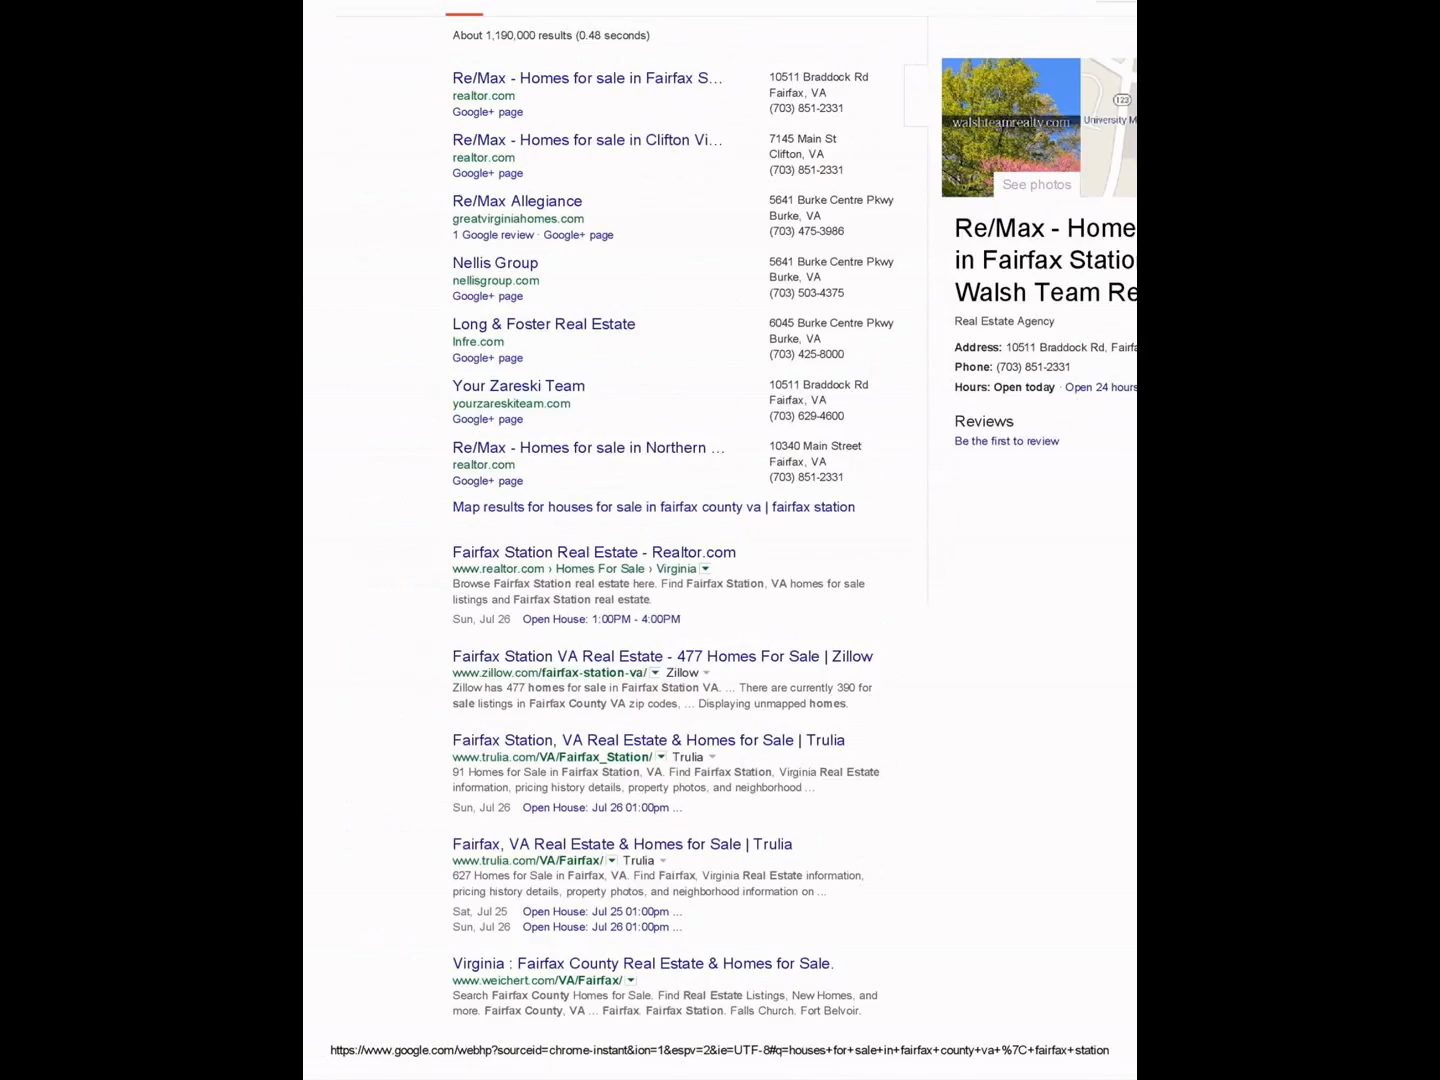 About 1,190,000 results (0.48 seconds)
Re/Max - Homes for sale in Fairfax S...
realtor.com
Google+ page
10511 Braddock Rd
Fairfax, VA
(703) 851-2331
Re/Max - Homes for sale in Clifton Vi...
realtor.com
Google+ page
7145 Main St
Clifton, VA
(703) 851-2331
Re/Max Allegiance
greatvirginiahomes.com
1 Google review · Google+ page
5641 Burke Centre Pkwy
Burke, VA
(703) 475-3986
Nellis Group
nellisgroup.com
Google+ page
5641 Burke Centre Pkwy
Burke, VA
(703) 503-4375
Long & Foster Real Estate
lnfre.com
Google+ page
6045 Burke Centre Pkwy
Burke, VA
(703) 425-8000
Your Zareski Team
yourzareskiteam.com
Google+ page
10511 Braddock Rd
Fairfax, VA
(703) 629-4600
Re/Max - Homes for sale in Northern ...
realtor.com
Google+ page
10340 Main Street
Fairfax, VA
(703) 851-2331
Map results for houses for sale in fairfax county va | fairfax station
Fairfax Station Real Estate - Realtor.com
www.realtor.com › Homes For Sale › Virginia
Browse Fairfax Station real estate here. Find Fairfax Station, VA homes for sale
listings and Fairfax Station real estate.
Sun, Jul 26 Open House: 1:00PM - 4:00PM
Fairfax Station VA Real Estate - 477 Homes For Sale | Zillow
www.zillow.com/fairfax-station-va/ Zillow
Zillow has 477 homes for sale in Fairfax Station VA. ... There are currently 390 for
sale listings in Fairfax County VA zip codes, ... Displaying unmapped homes.
Fairfax Station, VA Real Estate & Homes for Sale | Trulia
www.trulia.com/VA/Fairfax_Station/ Trulia
91 Homes for Sale in Fairfax Station, VA. Find Fairfax Station, Virginia Real Estate
information, pricing history details, property photos, and neighborhood ...
Sun, Jul 26 Open House: Jul 26 01:00pm ...
Fairfax, VA Real Estate & Homes for Sale | Trulia
www.trulia.com/VA/Fairfax/ Trulia
627 Homes for Sale in Fairfax, VA. Find Fairfax, Virginia Real Estate information,
pricing history details, property photos, and neighborhood information on ...
Sat, Jul 25 Open House: Jul 25 01:00pm ...
Sun, Jul 26 Open House: Jul 26 01:00pm ...
Virginia : Fairfax County Real Estate & Homes for Sale.
www.weichert.com/VA/Fairfax/
Search Fairfax County Homes for Sale. Find Real Estate Listings, New Homes, and
more. Fairfax County, VA ... Fairfax. Fairfax Station. Falls Church. Fort Belvoir.
walshteamrealty.com
123
University M
See photos
Re/Max - Home
in Fairfax Statio
Walsh Team Re
Real Estate Agency
Address: 10511 Braddock Rd, Fairfa
Phone: (703) 851-2331
Hours: Open today · Open 24 hours
Reviews
Be the first to review
https://www.google.com/webhp?sourceid=chrome-instant&ion=1&espv=2&ie=UTF-8#q=houses+for+sale+in+fairfax+county+va+%7C+fairfax+station